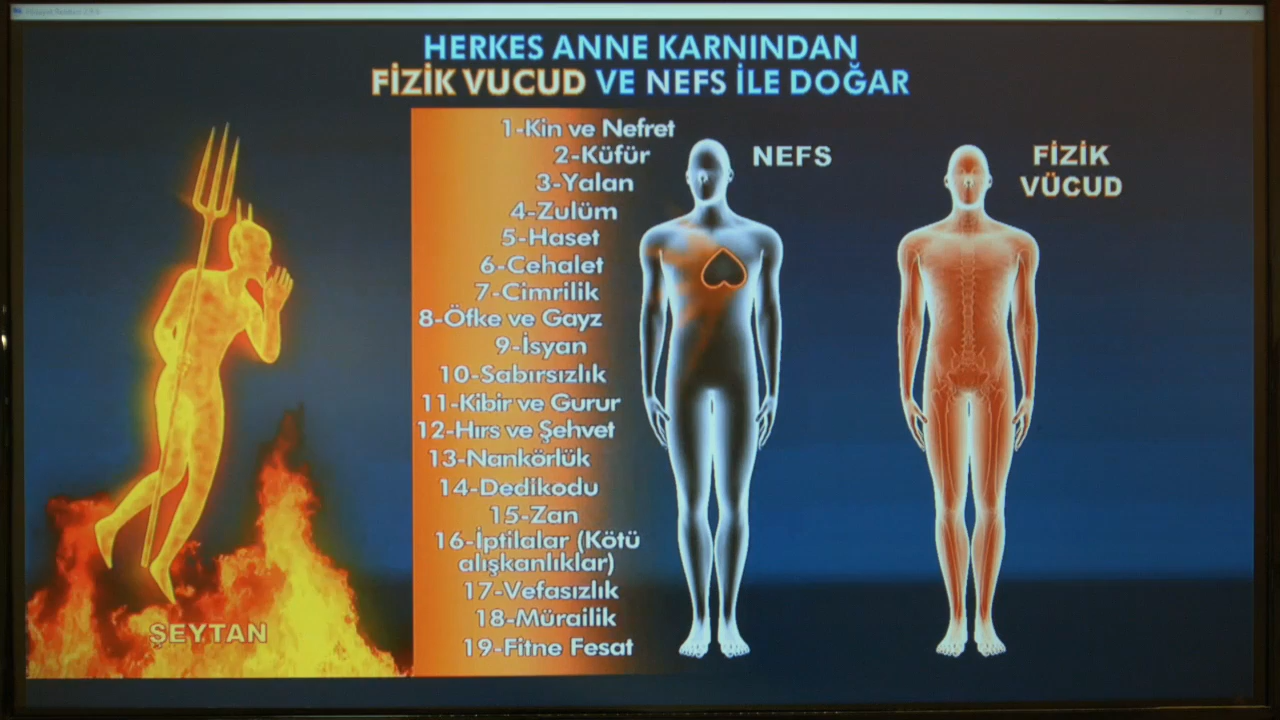 HERKES ANNE KARNINDAN
FİZİK VUCUD VE NEFS İLE DOĞAR
1-Kin ve Nefret
2-Küfür
3-Yalan
4-Zulüm
5-Haset
6-Cehalet
7-Cimrilik
8-Öfke ve Gayz
9-İsyan
10-Sabırsızlık
11-Kibir ve Gurur
12-Hırs ve Şehvet
13-Nankörlük
14-Dedikodu
15-Zan
16-İptilalar (Kötü
alışkanlıklar)
17-Vefasızlık
18-Mürailik
19-Fitne Fesat
NEFS
FİZİK
VÜCUD
ŞEYTAN